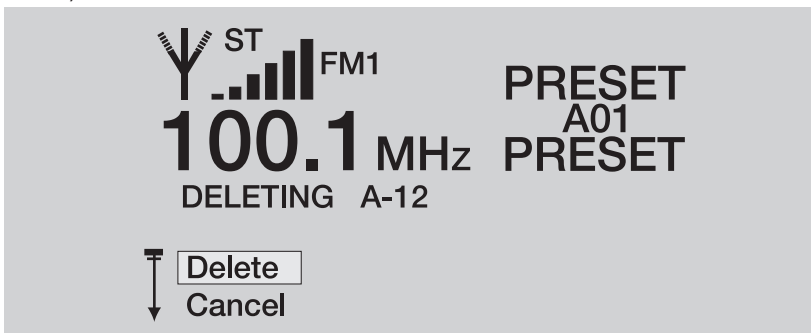 ST
FM1
PRESET
A01
PRESET
100.1 MHz
DELETING A-12
Delete
Cancel